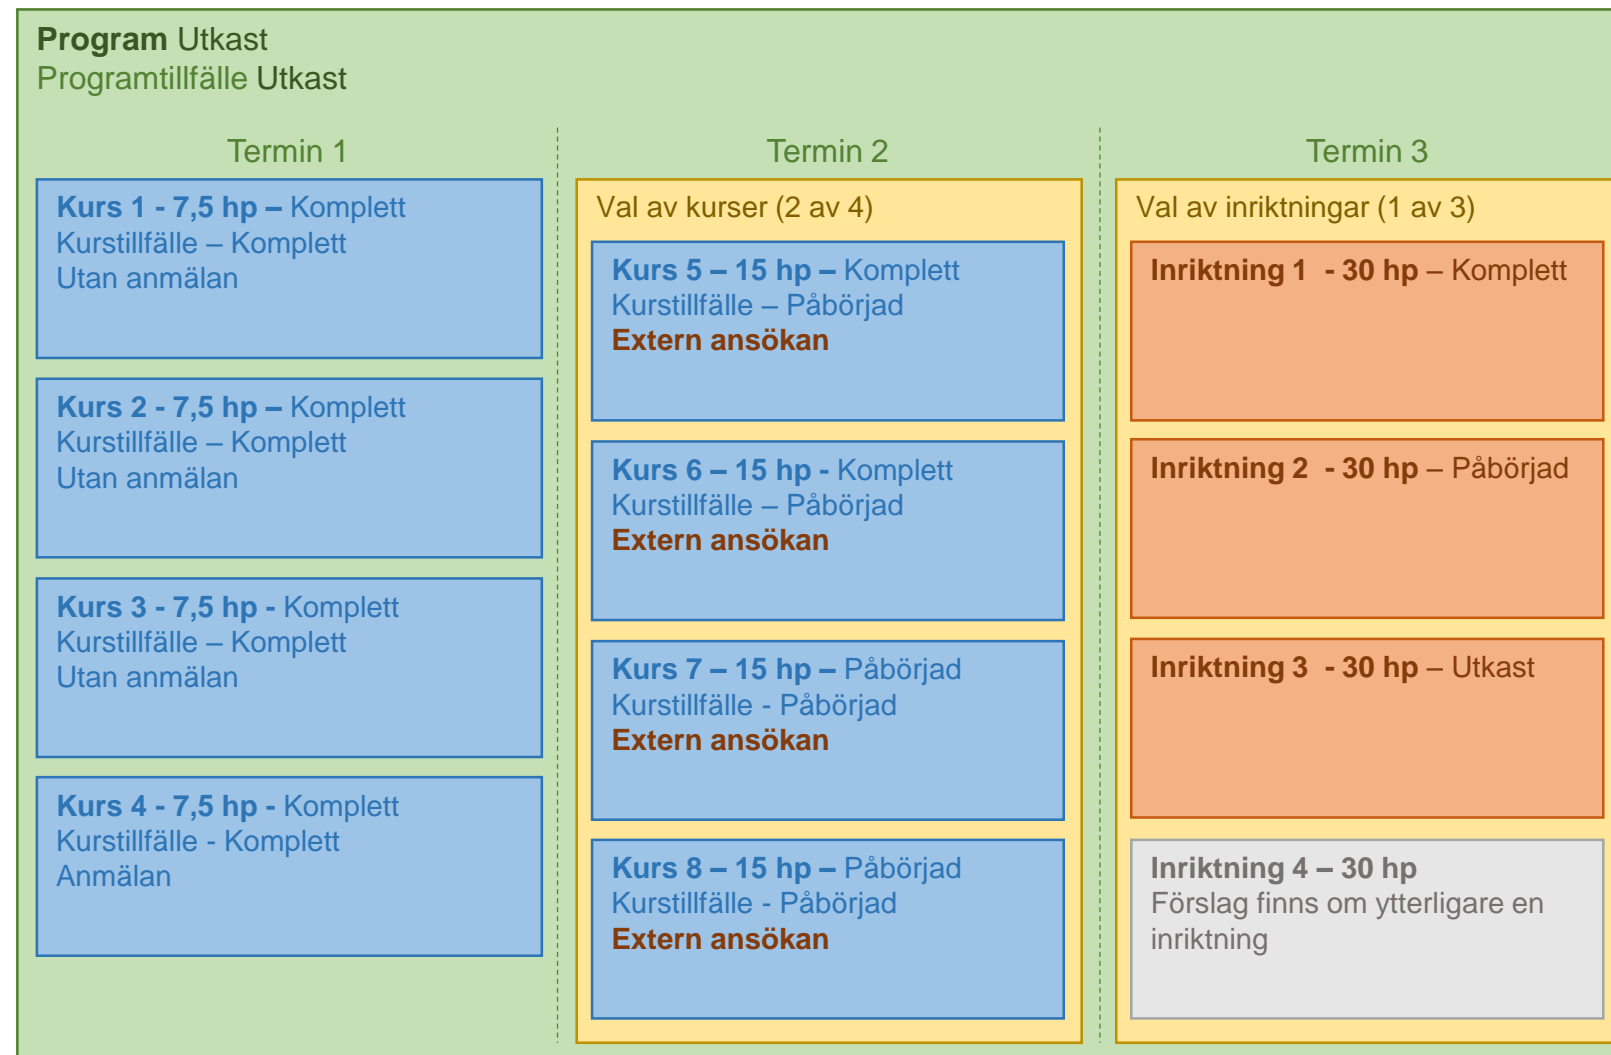 Program Utkast
Programtillfälle Utkast
Termin 1
Kurs 1 - 7,5 hp – Komplett
Kurstillfälle – Komplett
Utan anmälan
Kurs 2 - 7,5 hp – Komplett
Kurstillfälle – Komplett
Utan anmälan
Kurs 3 - 7,5 hp - Komplett
Kurstillfälle – Komplett
Utan anmälan
Kurs 4 - 7,5 hp - Komplett
Kurstillfälle - Komplett
Anmälan
Termin 2
Val av kurser (2 av 4)
Kurs 5 – 15 hp – Komplett
Kurstillfälle – Påbörjad
Extern ansökan
Kurs 6 – 15 hp - Komplett
Kurstillfälle – Påbörjad
Extern ansökan
Kurs 7 – 15 hp – Påbörjad
Kurstillfälle - Påbörjad
Extern ansökan
Kurs 8 – 15 hp – Påbörjad
Kurstillfälle - Påbörjad
Extern ansökan
Termin 3
Val av inriktningar (1 av 3)
Inriktning 1 - 30 hp – Komplett
Inriktning 2 - 30 hp – Påbörjad
Inriktning 3 - 30 hp – Utkast
Inriktning 4 – 30 hp
Förslag finns om ytterligare en
inriktning